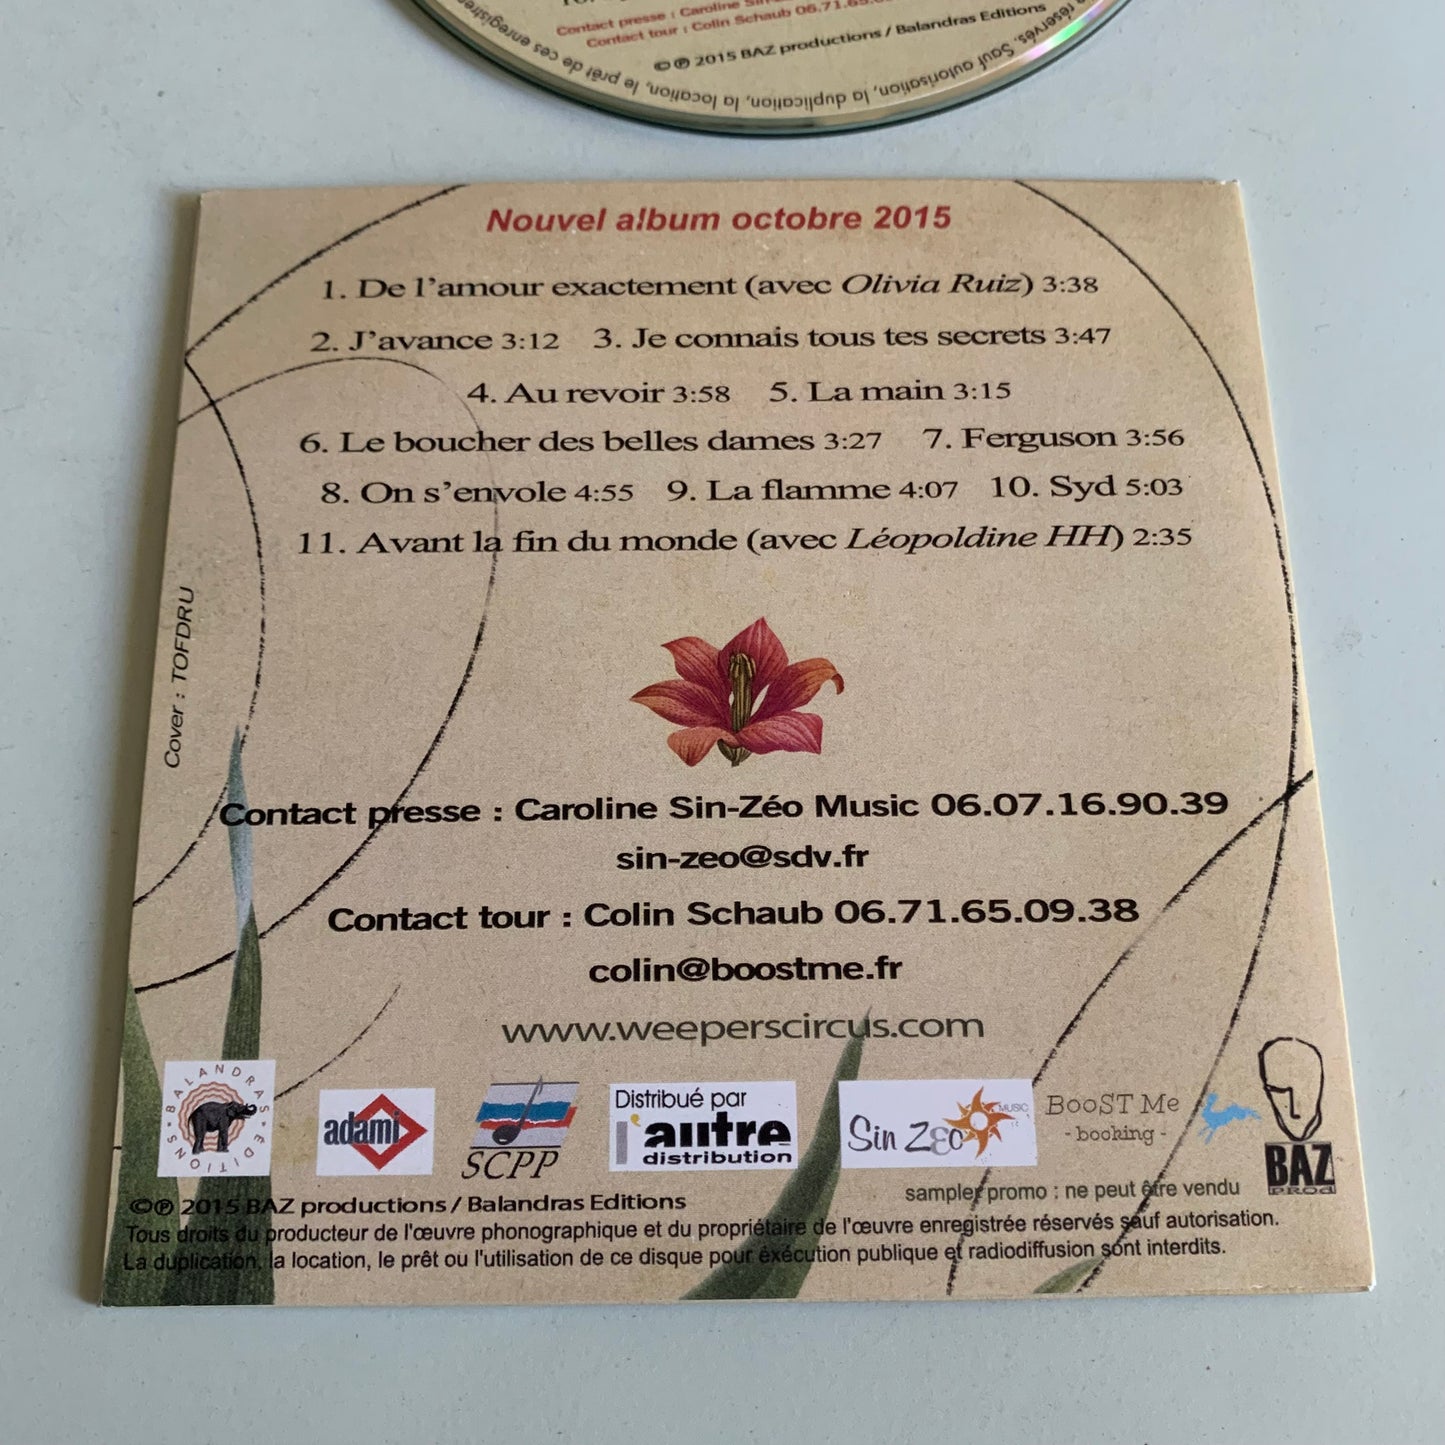 Contact presse : Caroline
Contact tour : Colin Schaub
©℗ 2015 BAZ productions / Balandras Editions
réservés. Sauf autorisation, la duplication, la location, le prêt de ces
Nouvel album octobre 2015
1. De l’amour exactement (avec Olivia Ruiz) 3:38
2. J’avance 3:12 3. Je connais tous tes secrets 3:47
4. Au revoir 3:58 5. La main 3:15
6. Le boucher des belles dames 3:27 7. Ferguson 3:56
8. On s’envole 4:55 9. La flamme 4:07 10. Syd 5:03
11. Avant la fin du monde (avec Léopoldine HH) 2:35
Cover : TOFDRU
Contact presse : Caroline Sin-Zéo Music 06.07.16.90.39
sin-zeo@sdv.fr
Contact tour : Colin Schaub 06.71.65.09.38
colin@boostme.fr
www.weeperscircus.com
BALANDRAS • EDITIONS •
adami
SCPP
Distribué par
l'autre
distribution
Sin Zeo MUSIC
BooST Me
- booking -
BAZ
PROD
sampler promo : ne peut être vendu
©℗ 2015 BAZ productions / Balandras Editions
Tous droits du producteur de l'œuvre phonographique et du propriétaire de l'œuvre enregistrée réservés sauf autorisation.
La duplication, la location, le prêt ou l'utilisation de ce disque pour éxécution publique et radiodiffusion sont interdits.